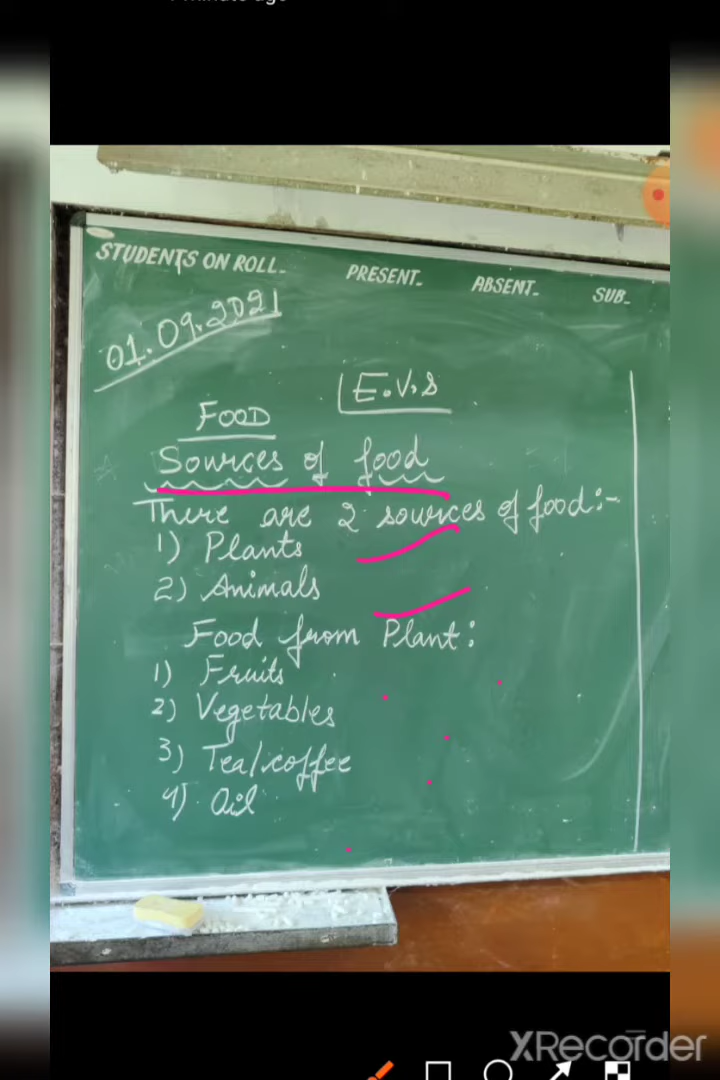 STUDENTS ON ROLL-
PRESENT- ABSENT- SUB-
01.09.2021
E.V.S
FOOD
Sources of food
There are 2 sources of food:-
1) Plants
2) Animals
Food from Plant:
1) Fruits
2) Vegetables
3) Tea/coffee
4) Oil
XRecorder